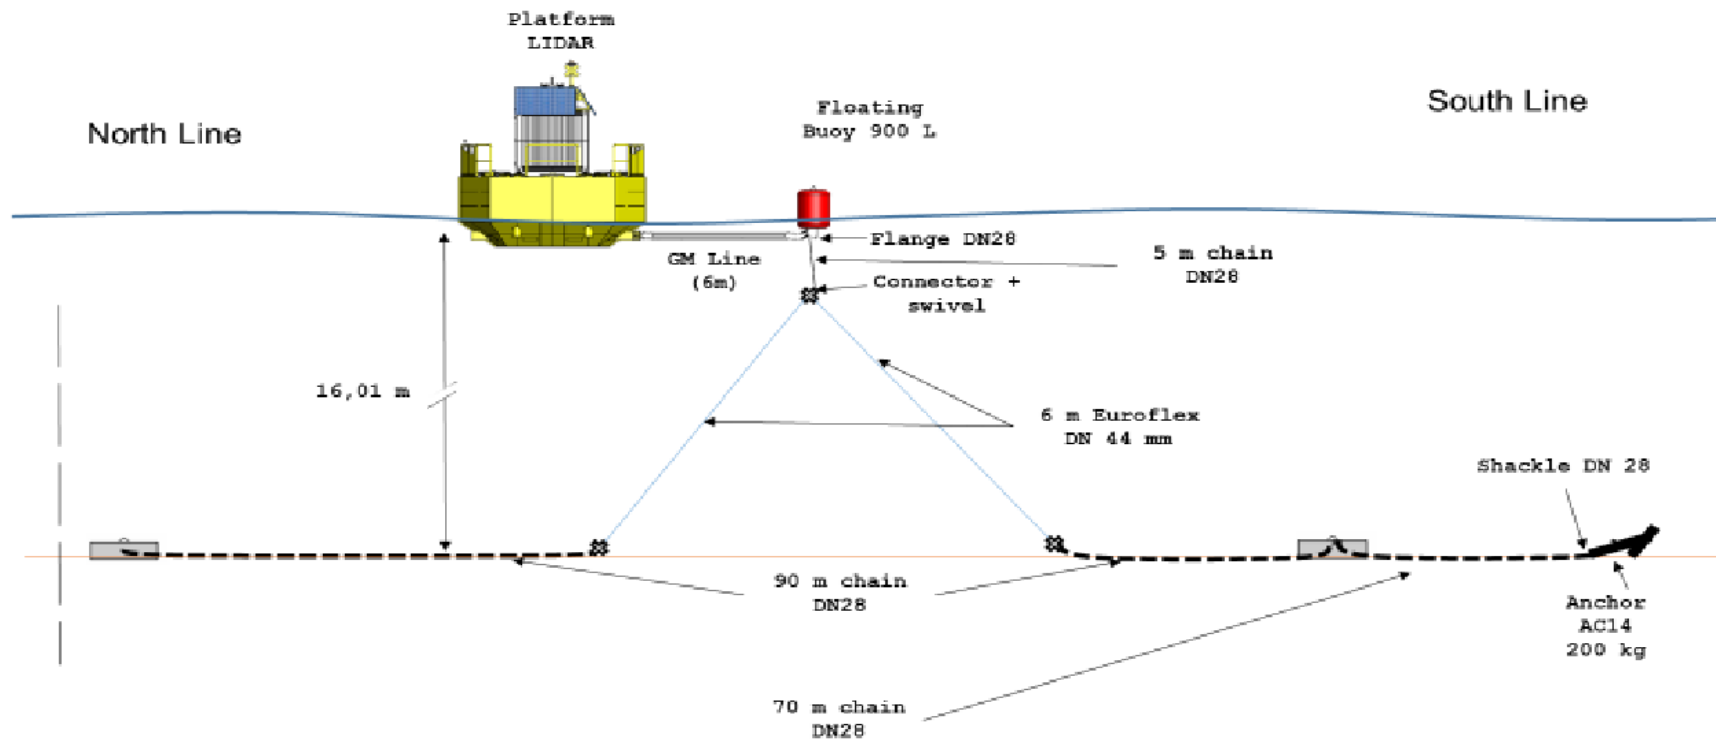 Platform
LIDAR
Floating
Buoy 900 L
South Line
North Line
Flange DN28
GM Line
(6m)
5 m chain
DN28
Connector +
swivel
16,01 m
6 m Euroflex
DN 44 mm
Shackle DN 28
90 m chain
DN28
Anchor
AC14
200 kg
70 m chain
DN28